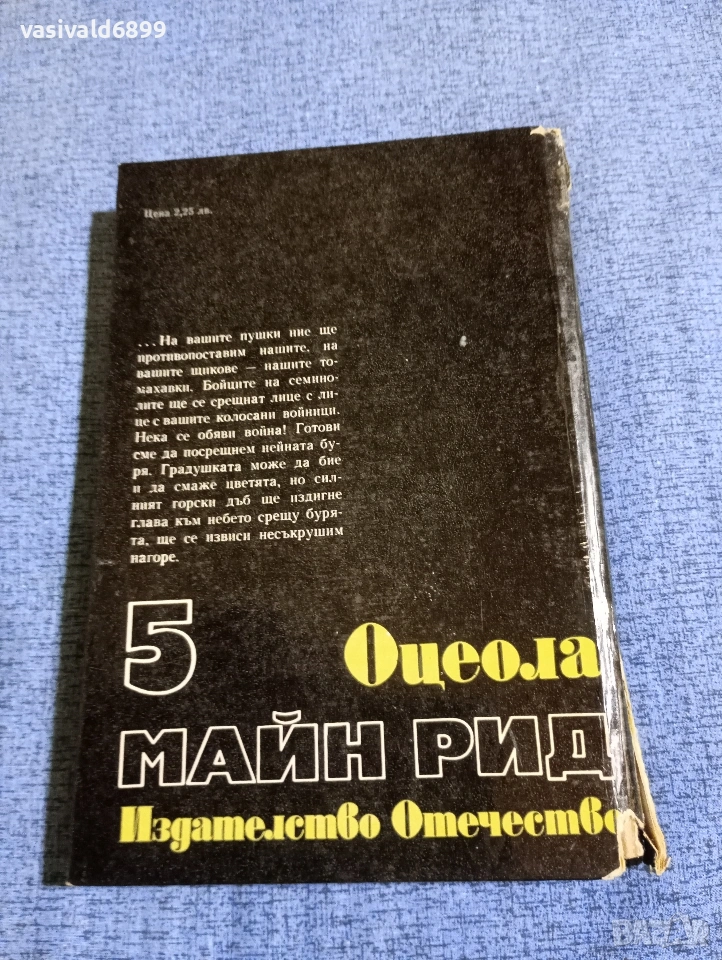 vasivald6899
Цена 2,25 лв.
...На вашите пушки ние ще
противопоставим нашите, на
вашите щикове — нашите то-
махавки. Бойците на семино-
лите ще се срещнат лице с ли-
це с вашите колосани войници.
Нека се обяви война! Готови
сме да посрещнем нейната бу-
ря. Градушката може да бие
и да смаже цветята, но сил-
ният горски дъб ще издигне
глава към небето срещу буря-
та, ще се извиси несъкрушим
нагоре.
5 Оцеола
МАЙН РИД
Издателство Отечество
BAZAR